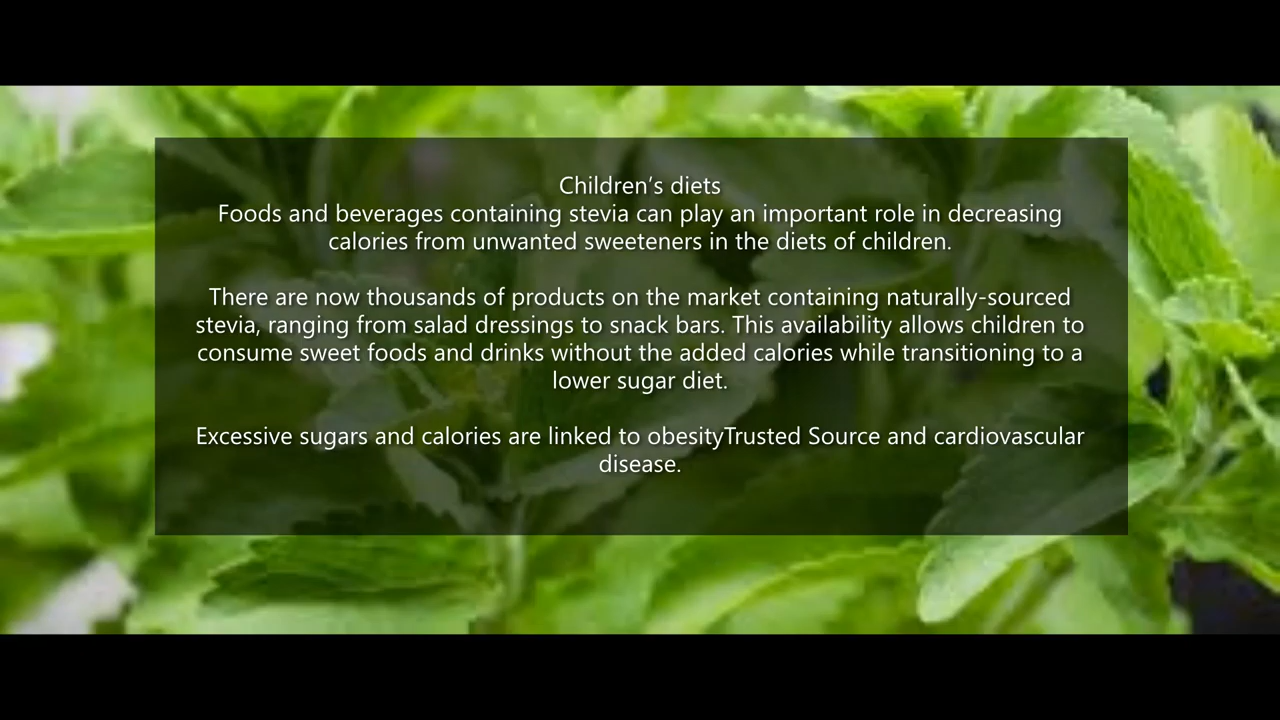 Children’s diets
Foods and beverages containing stevia can play an important role in decreasing
calories from unwanted sweeteners in the diets of children.
There are now thousands of products on the market containing naturally-sourced
stevia, ranging from salad dressings to snack bars. This availability allows children to
consume sweet foods and drinks without the added calories while transitioning to a
lower sugar diet.
Excessive sugars and calories are linked to obesityTrusted Source and cardiovascular
disease.